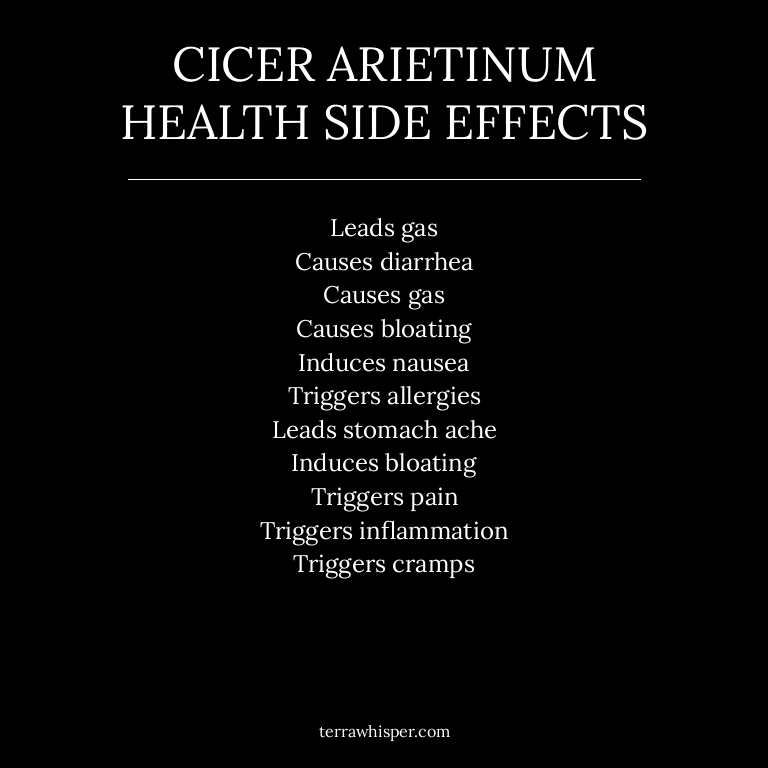 CICER ARIETINUM
HEALTH SIDE EFFECTS
Leads gas
Causes diarrhea
Causes gas
Causes bloating
Induces nausea
Triggers allergies
Leads stomach ache
Induces bloating
Triggers pain
Triggers inflammation
Triggers cramps
terrawhisper.com